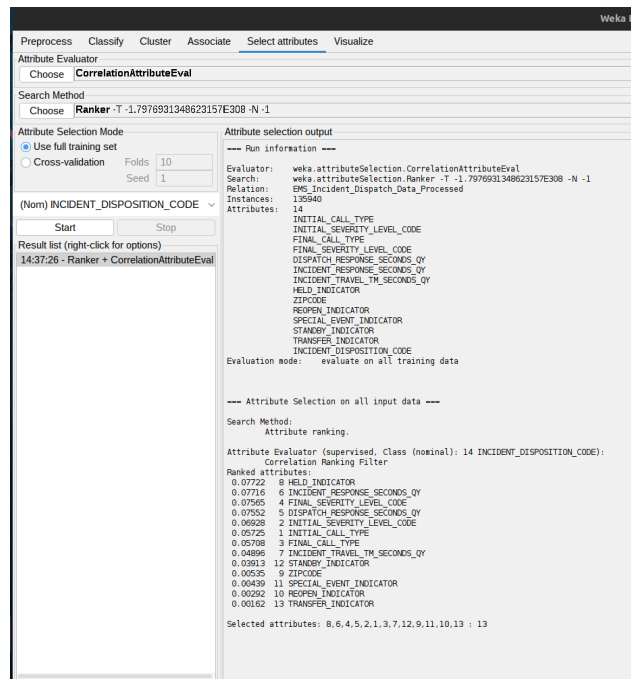 Weka
Preprocess Classify Cluster Associate Select attributes Visualize
Attribute Evaluator
Choose CorrelationAttributeEval
Search Method
Choose Ranker -T -1.7976931348623157E308 -N -1
Attribute Selection Mode
Use full training set
Cross-validation Folds 10
Seed 1
(Nom) INCIDENT_DISPOSITION_CODE
Start Stop
Result list (right-click for options)
14:37:26 - Ranker + CorrelationAttributeEval
Attribute selection output
=== Run information ===
Evaluator: weka.attributeSelection.CorrelationAttributeEval
Search: weka.attributeSelection.Ranker -T -1.7976931348623157E308 -N -1
Relation: EMS_Incident_Dispatch_Data_Processed
Instances: 135940
Attributes: 14
INITIAL_CALL_TYPE
INITIAL_SEVERITY_LEVEL_CODE
FINAL_CALL_TYPE
FINAL_SEVERITY_LEVEL_CODE
DISPATCH_RESPONSE_SECONDS_QY
INCIDENT_RESPONSE_SECONDS_QY
INCIDENT_TRAVEL_TM_SECONDS_QY
HELD_INDICATOR
ZIPCODE
REOPEN_INDICATOR
SPECIAL_EVENT_INDICATOR
STANDBY_INDICATOR
TRANSFER_INDICATOR
INCIDENT_DISPOSITION_CODE
Evaluation mode: evaluate on all training data
=== Attribute Selection on all input data ===
Search Method:
Attribute ranking.
Attribute Evaluator (supervised, Class (nominal): 14 INCIDENT_DISPOSITION_CODE):
Correlation Ranking Filter
Ranked attributes:
0.07722 8 HELD_INDICATOR
0.07716 6 INCIDENT_RESPONSE_SECONDS_QY
0.07565 4 FINAL_SEVERITY_LEVEL_CODE
0.07552 5 DISPATCH_RESPONSE_SECONDS_QY
0.06928 2 INITIAL_SEVERITY_LEVEL_CODE
0.05725 1 INITIAL_CALL_TYPE
0.05708 3 FINAL_CALL_TYPE
0.04896 7 INCIDENT_TRAVEL_TM_SECONDS_QY
0.03913 12 STANDBY_INDICATOR
0.00535 9 ZIPCODE
0.00439 11 SPECIAL_EVENT_INDICATOR
0.00292 10 REOPEN_INDICATOR
0.00162 13 TRANSFER_INDICATOR
Selected attributes: 8,6,4,5,2,1,3,7,12,9,11,10,13 : 13